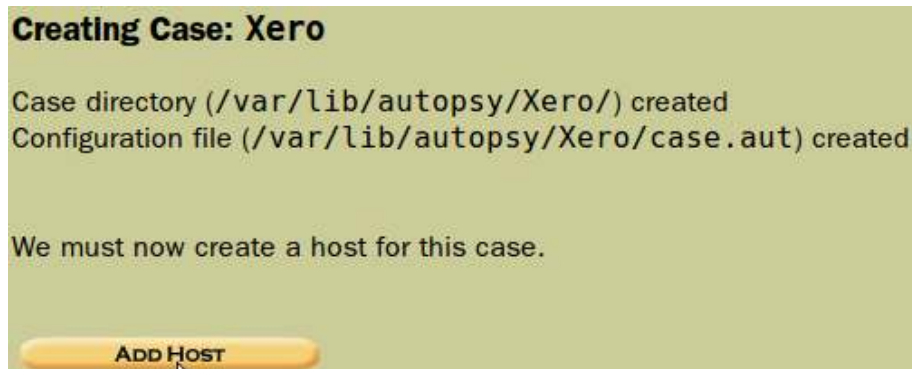 Creating Case: Xero
Case directory (/var/lib/autopsy/Xero/) created
Configuration file (/var/lib/autopsy/Xero/case.aut) created
We must now create a host for this case.
ADD HOST